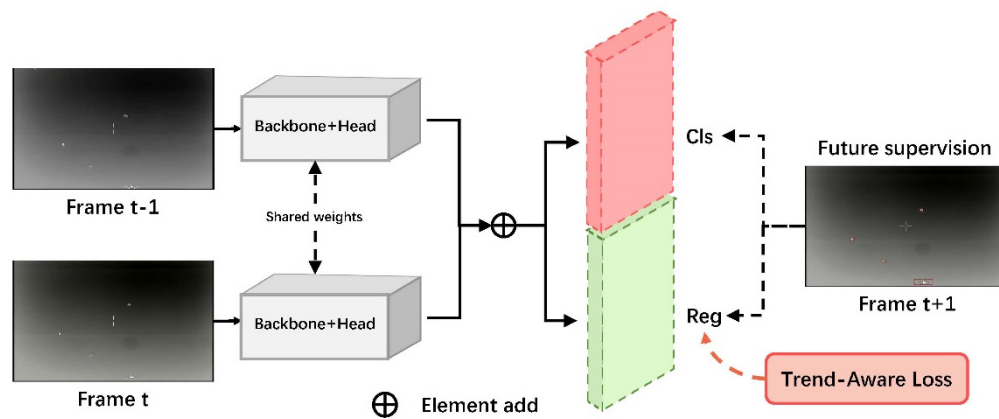 Frame t-1
Backbone+Head
Shared weights
Frame t
Backbone+Head
Element add
Cls
Reg
Future supervision
Frame t+1
Trend-Aware Loss